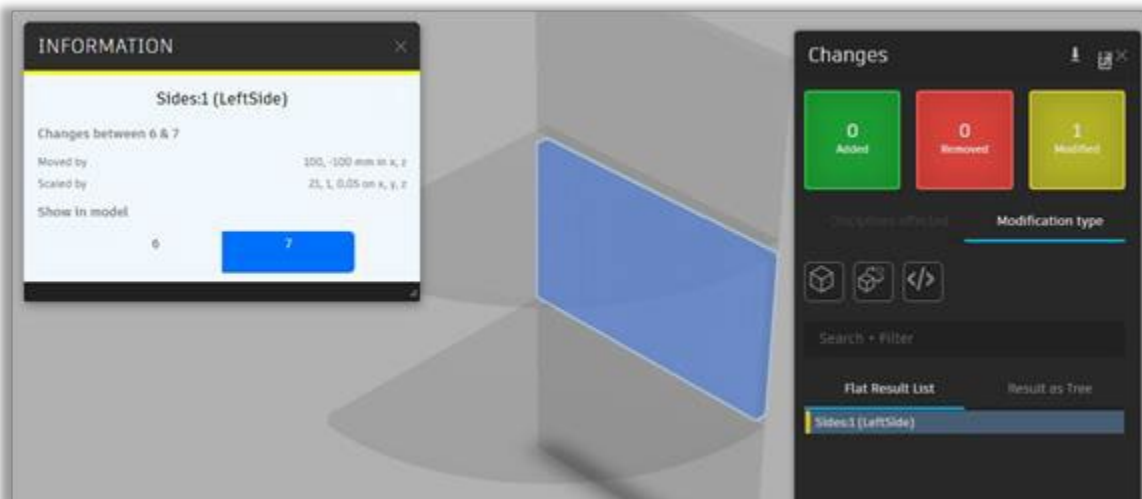 INFORMATION
Sides:1 (LeftSide)
Changes between 6 & 7
Moved by 100, -100 mm in x, z
Scaled by 21, 1, 0.05 on x, y, z
Show in model
6 7
Changes
0
Added
0
Removed
1
Modified
Disciplines affected Modification type
Search + Filter
Flat Result List Result as Tree
Sides:1 (LeftSide)